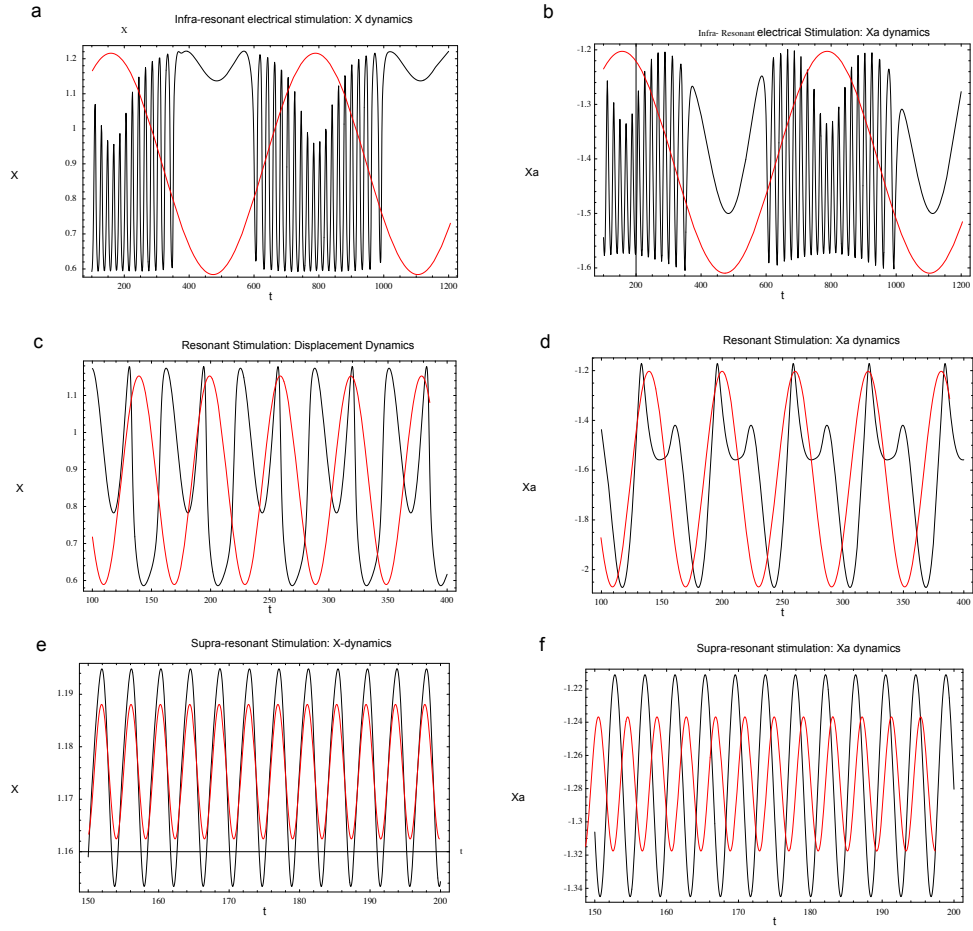 a
Infra-resonant electrical stimulation: X dynamics
X
1.2
1.1
1
0.9
0.8
0.7
0.6
X
200 400 600 800 1000 1200
t
b
Infra- Resonant electrical Stimulation: Xa dynamics
-1.2
-1.3
-1.4
-1.5
-1.6
Xa
200 400 600 800 1000 1200
t
c
Resonant Stimulation: Displacement Dynamics
1.1
1
0.9
0.8
0.7
0.6
X
100 150 200 250 300 350 400
t
d
Resonant Stimulation: Xa dynamics
-1.2
-1.4
-1.6
-1.8
-2
Xa
100 150 200 250 300 350 400
t
e
Supra-resonant Stimulation: X-dynamics
1.19
1.18
1.17
1.16
X
t
150 160 170 180 190 200
t
f
Supra-resonant stimulation: Xa dynamics
-1.22
-1.24
-1.26
-1.28
-1.3
-1.32
-1.34
Xa
150 160 170 180 190 200
t